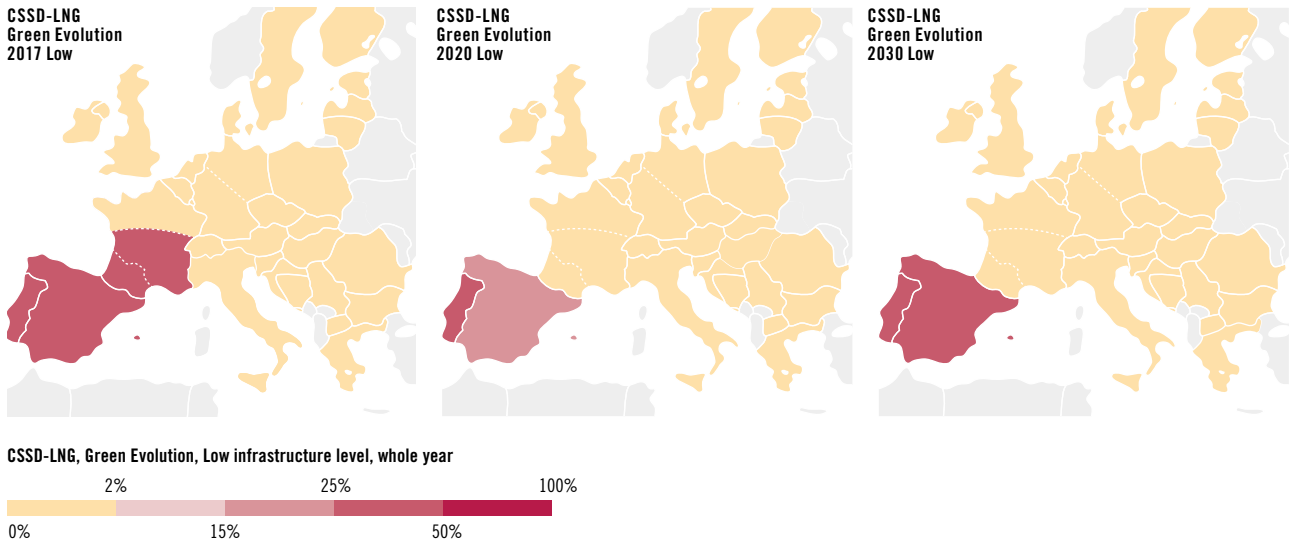 CSSD-LNG
Green Evolution
2017 Low
CSSD-LNG
Green Evolution
2020 Low
CSSD-LNG
Green Evolution
2030 Low
CSSD-LNG, Green Evolution, Low infrastructure level, whole year
2% 25% 100%
0% 15% 50%